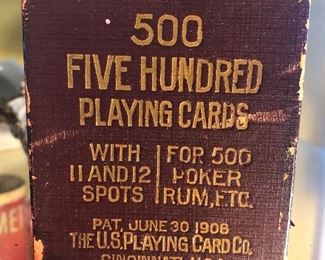 500
FIVE HUNDRED
PLAYING CARDS
WITH
11 AND 12
SPOTS
FOR 500
POKER
RUM, ETC.
PAT. JUNE 30 1908
THE U.S. PLAYING CARD CO.
CINCINNATI, U.S.A.